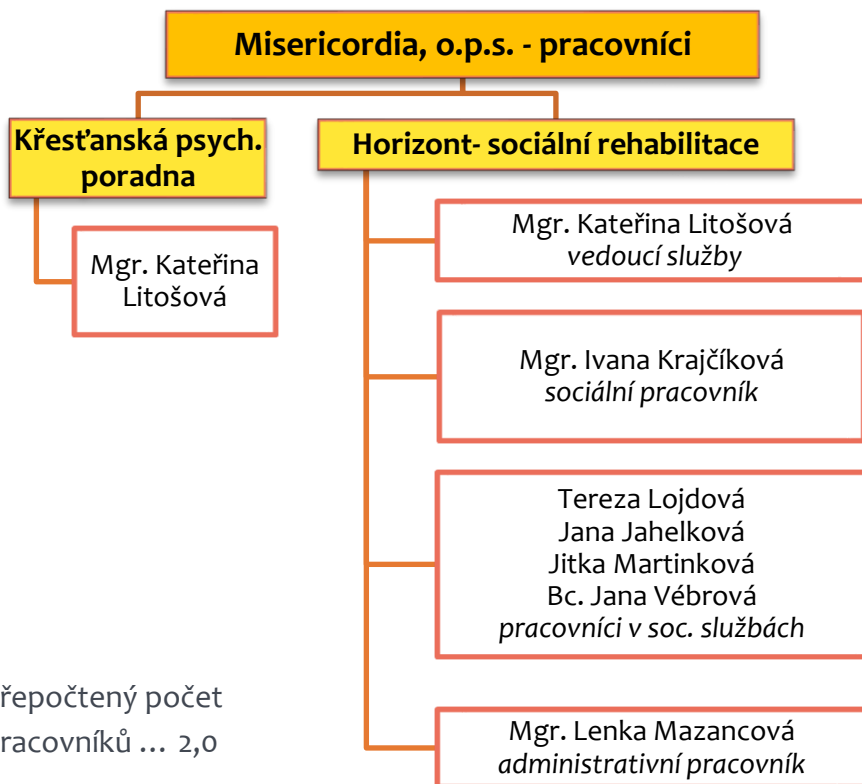 Misericordia, o.p.s. - pracovníci
Křesťanská psych.
poradna
Mgr. Kateřina
Litošová
Horizont- sociální rehabilitace
Mgr. Kateřina Litošová
vedoucí služby
Mgr. Ivana Krajčíková
sociální pracovník
Tereza Lojdová
Jana Jahelková
Jitka Martinková
Bc. Jana Vébrová
pracovníci v soc. službách
Mgr. Lenka Mazancová
administrativní pracovník
řepočtený počet
racovníků ... 2,0